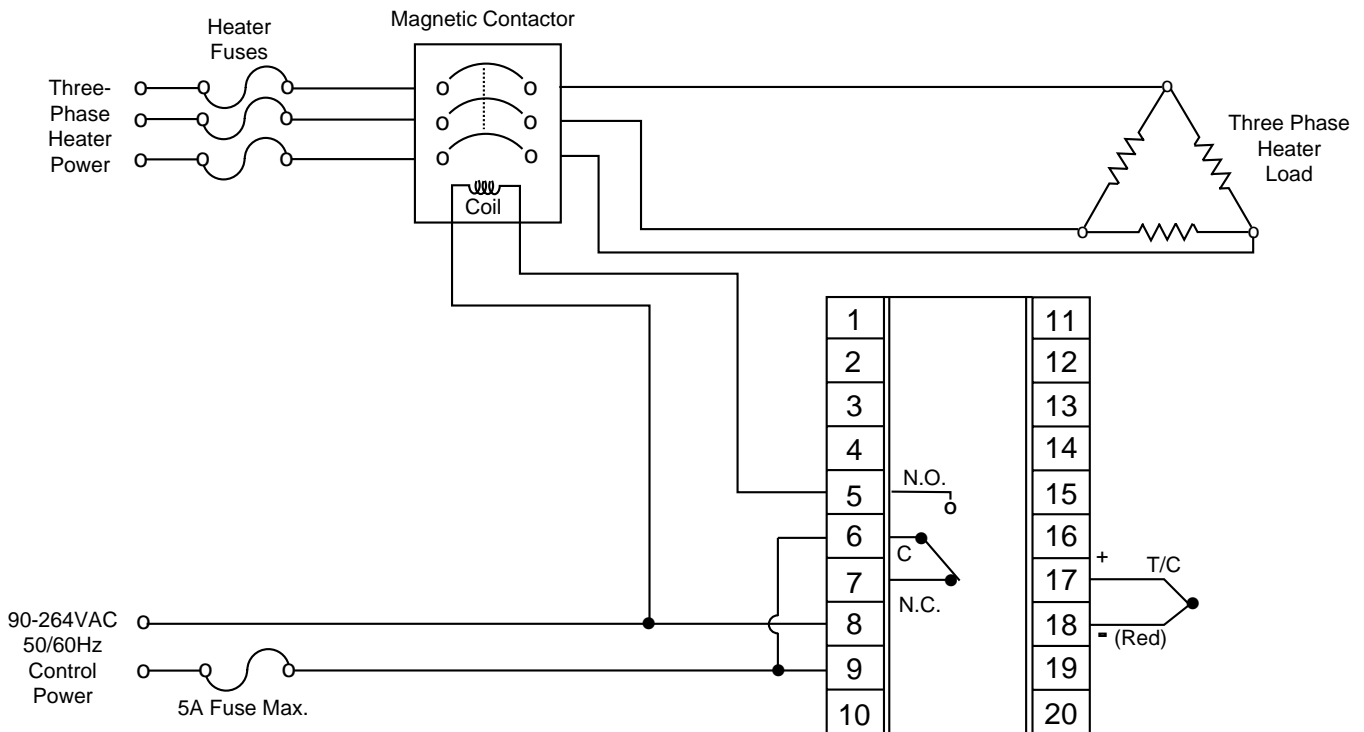 Magnetic Contactor
Heater
Fuses
Three-
Phase
Heater
Power
Coil
Three Phase
Heater
Load
1
2
3
4
5
6
7
8
9
10
N.O.
C
N.C.
11
12
13
14
15
16
17
18
19
20
+
T/C
- (Red)
90-264VAC
50/60Hz
Control
Power
5A Fuse Max.